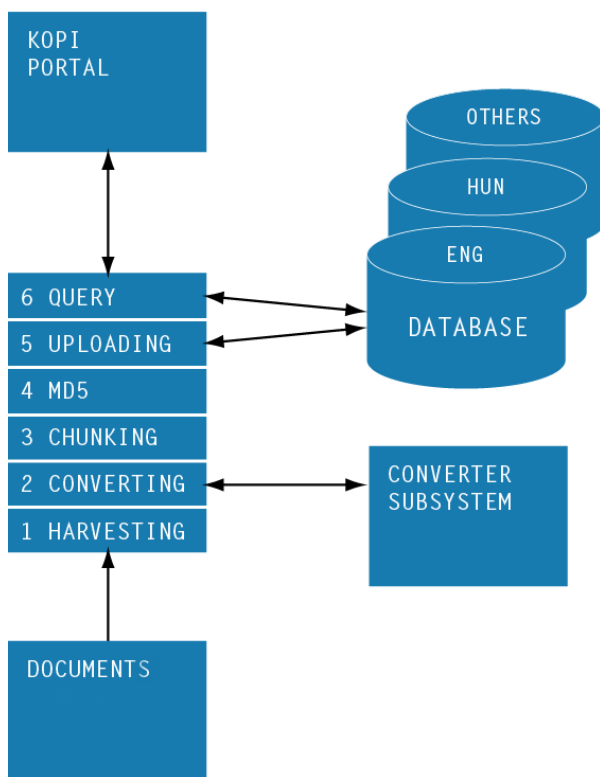 KOPI
PORTAL
OTHERS
HUN
ENG
DATABASE
6 QUERY
5 UPLOADING
4 MD5
3 CHUNKING
2 CONVERTING
1 HARVESTING
CONVERTER
SUBSYSTEM
DOCUMENTS